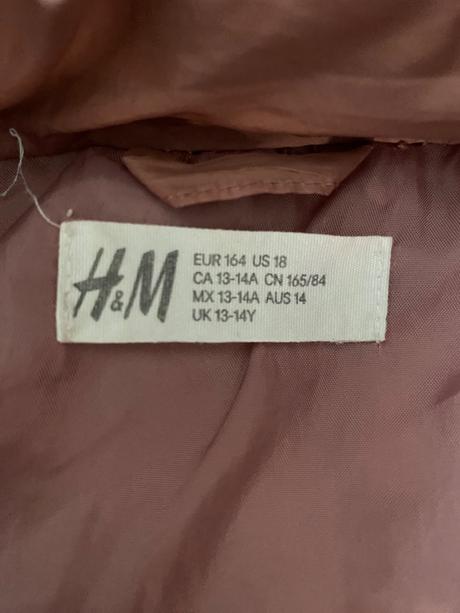 H&M
EUR 164 US 18
CA 13-14A CN 165/84
MX 13-14A AUS 14
UK 13-14Y